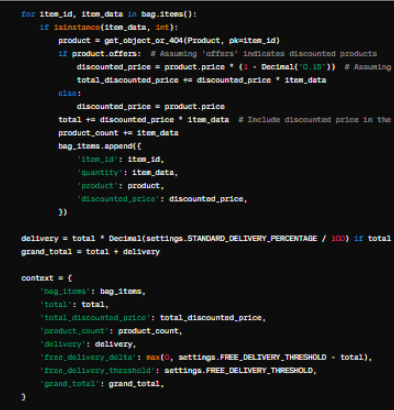 for item_id, item_data in bag.items():
if isinstance(item_data, int):
product = get_object_or_404(Product, pk=item_id)
if product.offers:  # Assuming 'offers' indicates discounted products
discounted_price = product.price * (1 - Decimal('0.15'))  # Assuming
total_discounted_price += discounted_price * item_data
else:
discounted_price = product.price
total += discounted_price * item_data  # Include discounted price in the
product_count += item_data
bag_items.append({
'item_id': item_id,
'quantity': item_data,
'product': product,
'discounted_price': discounted_price,
})
delivery = total * Decimal(settings.STANDARD_DELIVERY_PERCENTAGE / 100) if total
grand_total = total + delivery
context = {
'bag_items': bag_items,
'total': total,
'total_discounted_price': total_discounted_price,
'product_count': product_count,
'delivery': delivery,
'free_delivery_delta': max(0, settings.FREE_DELIVERY_THRESHOLD - total),
'free_delivery_threshold': settings.FREE_DELIVERY_THRESHOLD,
'grand_total': grand_total,
}